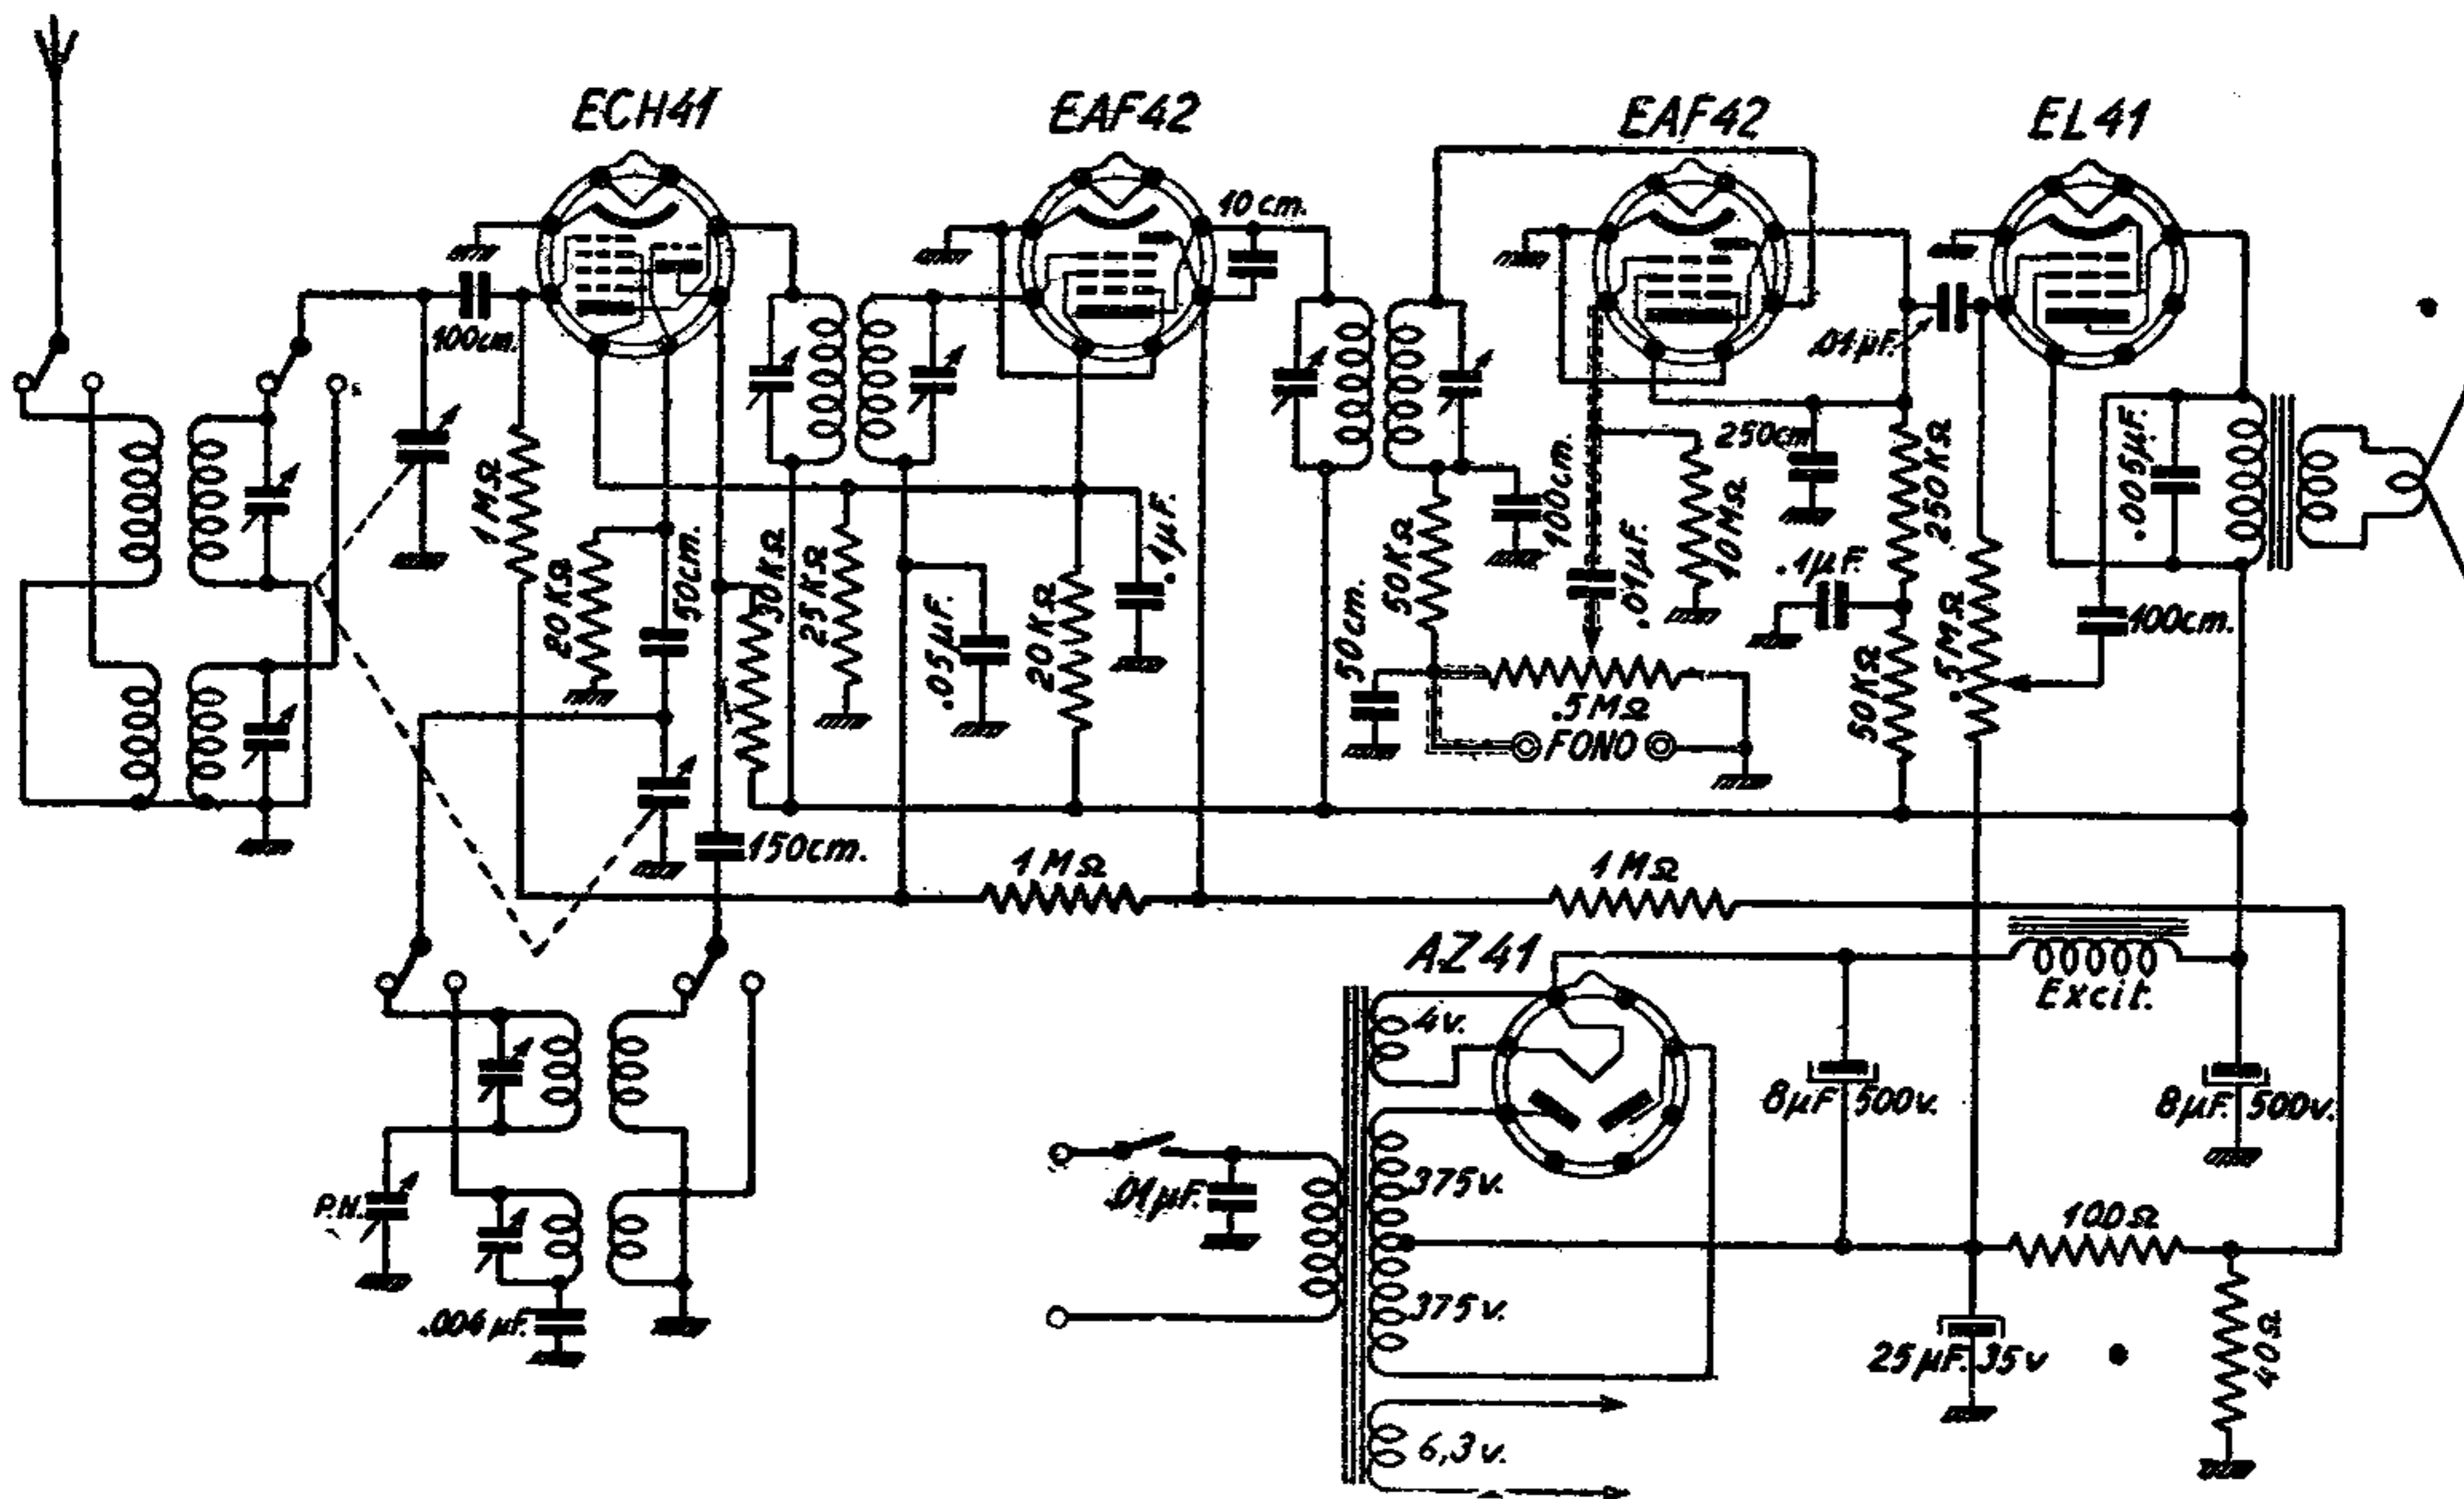 ECH41
EAF42
EAF42
EL41
10 cm.
100cm.
.01µF.
1MΩ
250cm
250KΩ
.005µF.
100cm.
50KΩ
10MΩ
20KΩ
50cm.
30KΩ
25KΩ
.1µF.
.01µF.
.1µF.
.05µF.
20KΩ
50cm.
.5MΩ
100cm.
50KΩ
.5MΩ
FONO
150cm.
1MΩ
1MΩ
AZ41
Excit.
4v.
8µF 500v.
8µF. 500v.
P.N.
.01µF.
375v.
100Ω
.004µF.
375v.
25µF. 35v
40Ω
6,3v.